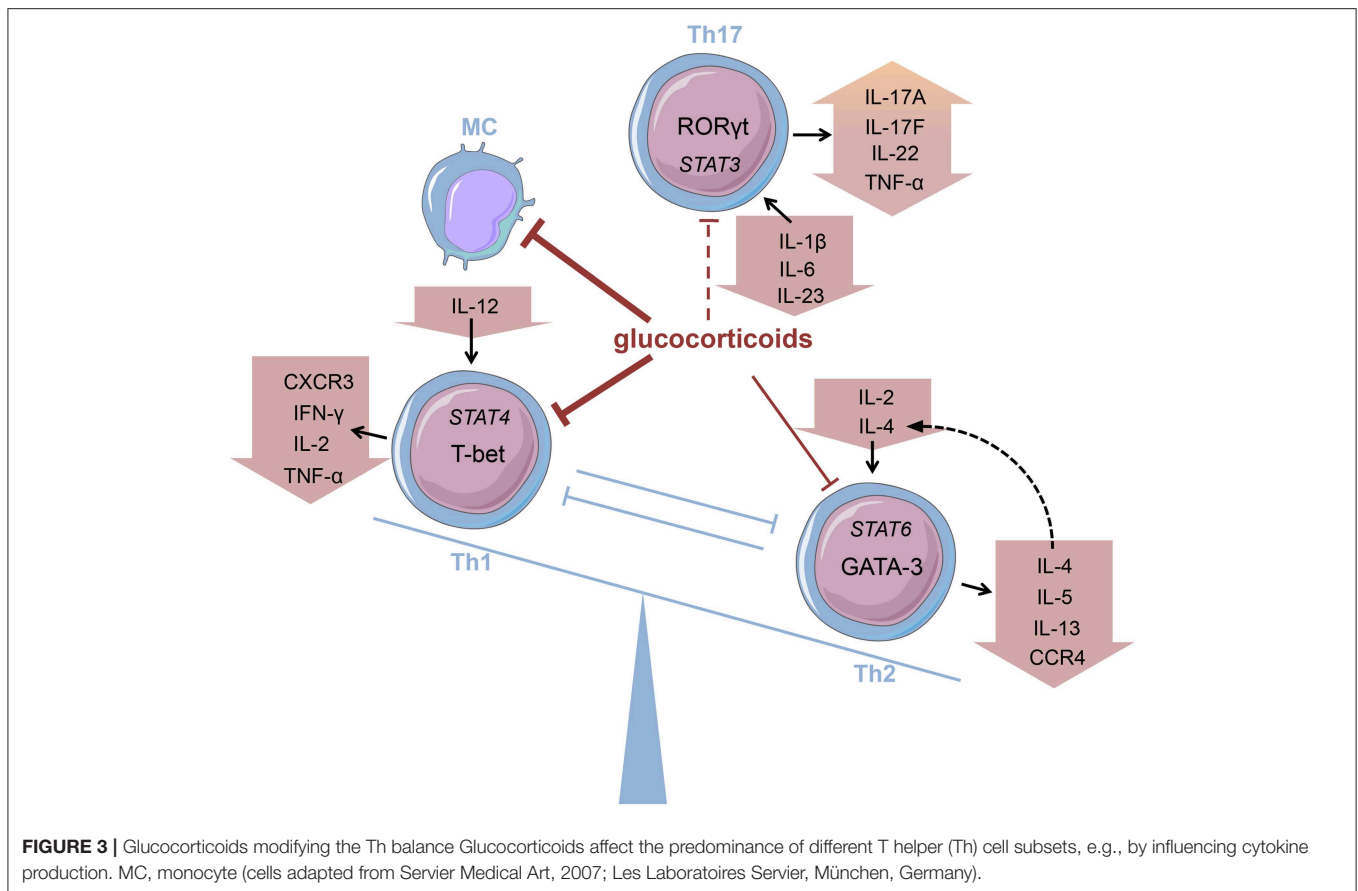 Th17
RORγt
STAT3
IL-17A
IL-17F
IL-22
TNF-α
MC
IL-1β
IL-6
IL-23
IL-12
glucocorticoids
CXCR3
IFN-γ
IL-2
TNF-α
STAT4
T-bet
Th1
IL-2
IL-4
STAT6
GATA-3
Th2
IL-4
IL-5
IL-13
CCR4
FIGURE 3 | Glucocorticoids modifying the Th balance Glucocorticoids affect the predominance of different T helper (Th) cell subsets, e.g., by influencing cytokine
production. MC, monocyte (cells adapted from Servier Medical Art, 2007; Les Laboratoires Servier, München, Germany).